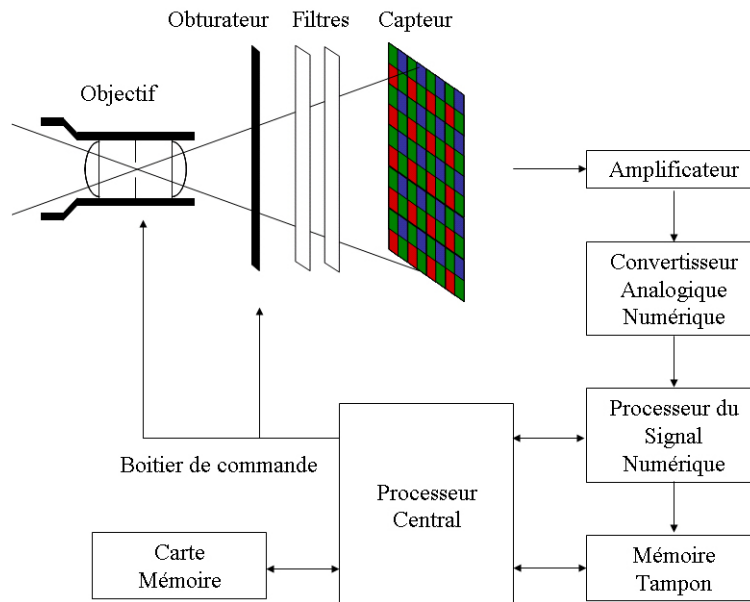 Obturateur Filtres Capteur
Objectif
Amplificateur
Convertisseur
Analogique
Numérique
Processeur du
Signal
Numérique
Boitier de commande
Processeur
Central
Carte
Mémoire
Mémoire
Tampon